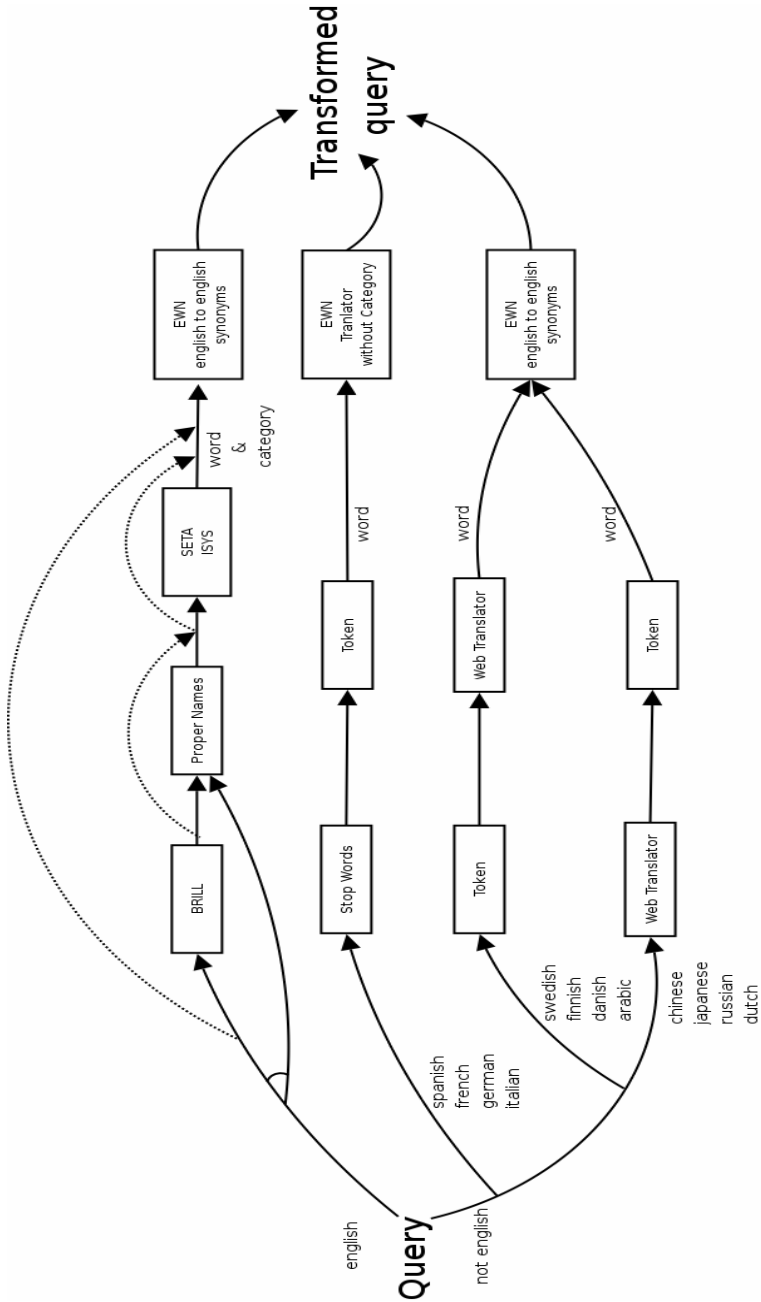 Query
english
not english
BRILL
Proper Names
SETA
ISYS
word
&
category
EWN
english to english
synonyms
spanish
french
german
italian
Stop Words
Token
word
EWN
Tranlator
without Category
swedish
finnish
danish
arabic
Token
Web Translator
word
chinese
japanese
russian
dutch
Web Translator
Token
word
EWN
english to english
synonyms
Transformed
query